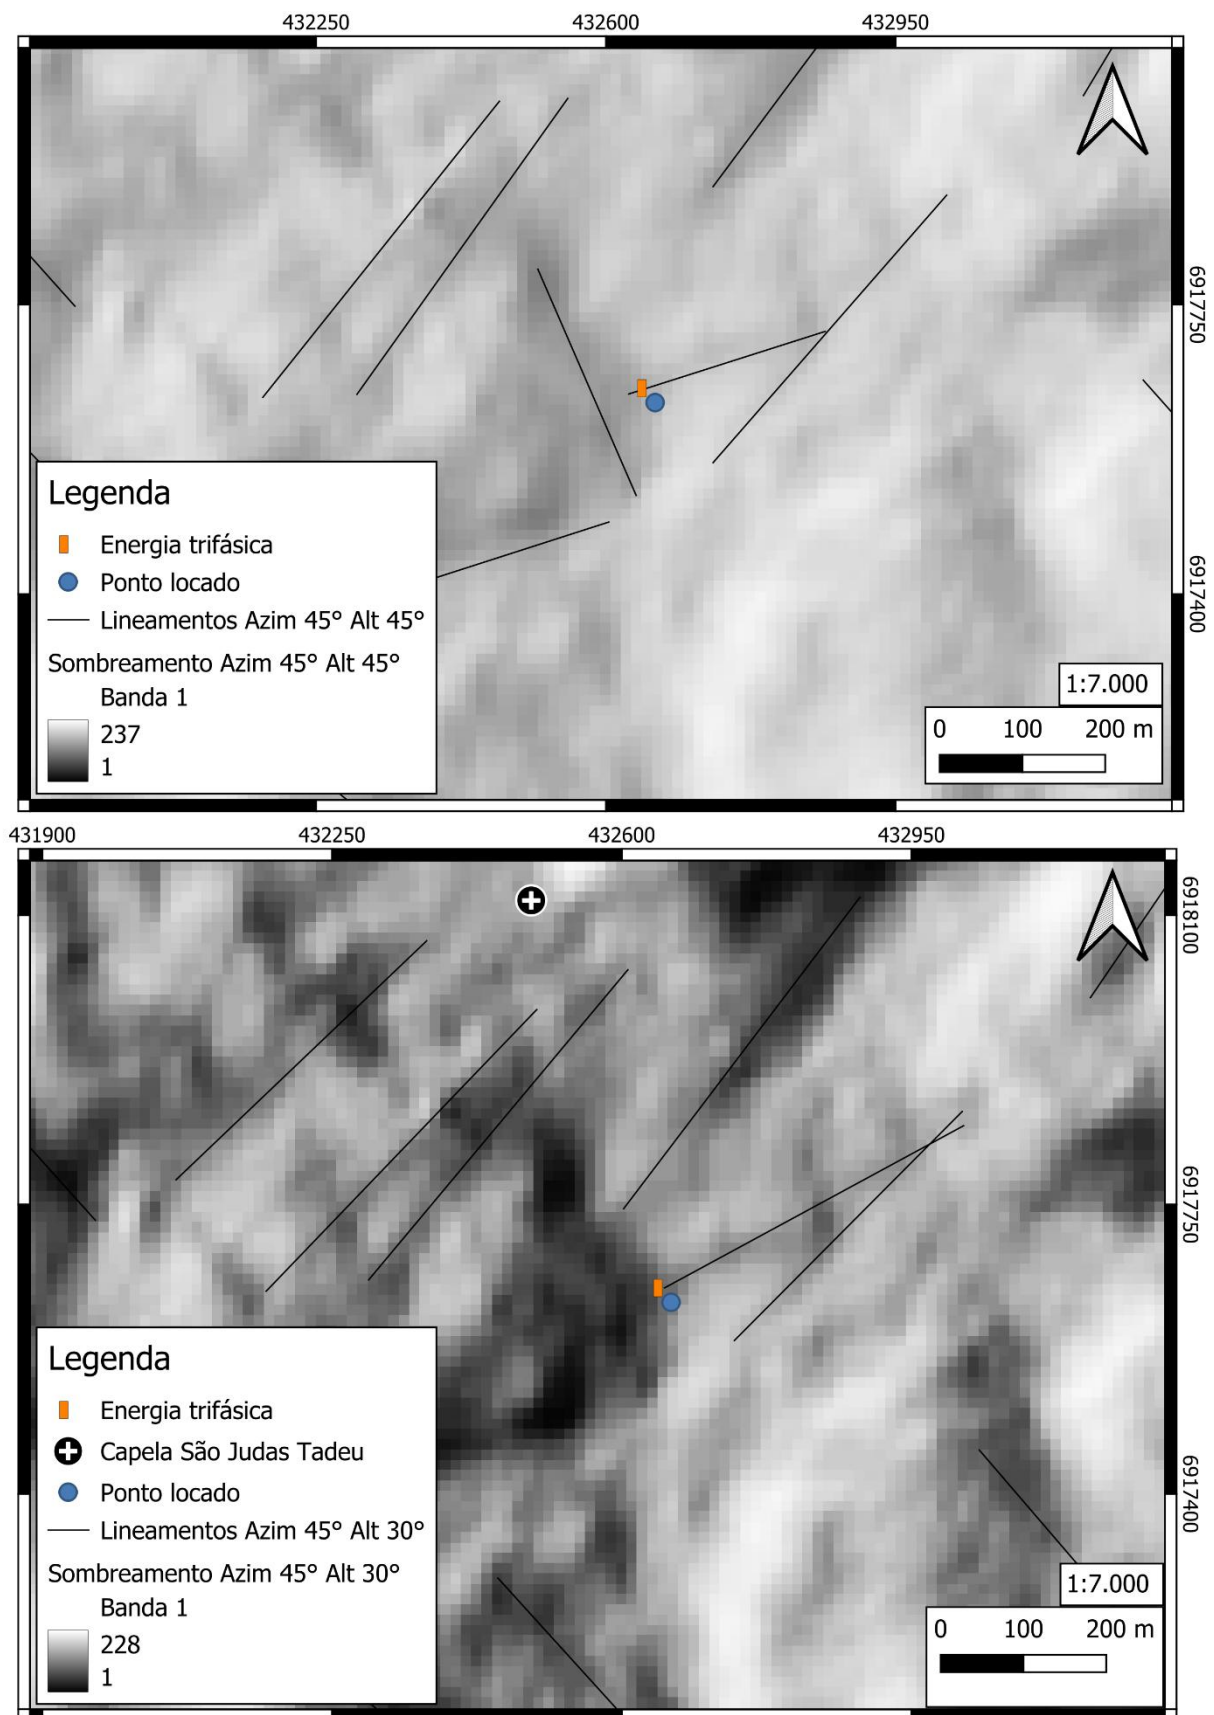 432250 432600 432950
6917750
6917400
Legenda
Energia trifásica
Ponto locado
Lineamentos Azim 45° Alt 45°
Sombreamento Azim 45° Alt 45°
Banda 1
237
1
1:7.000
0 100 200 m
431900 432250 432600 432950
6918100
6917750
6917400
Legenda
Energia trifásica
Capela São Judas Tadeu
Ponto locado
Lineamentos Azim 45° Alt 30°
Sombreamento Azim 45° Alt 30°
Banda 1
228
1
1:7.000
0 100 200 m